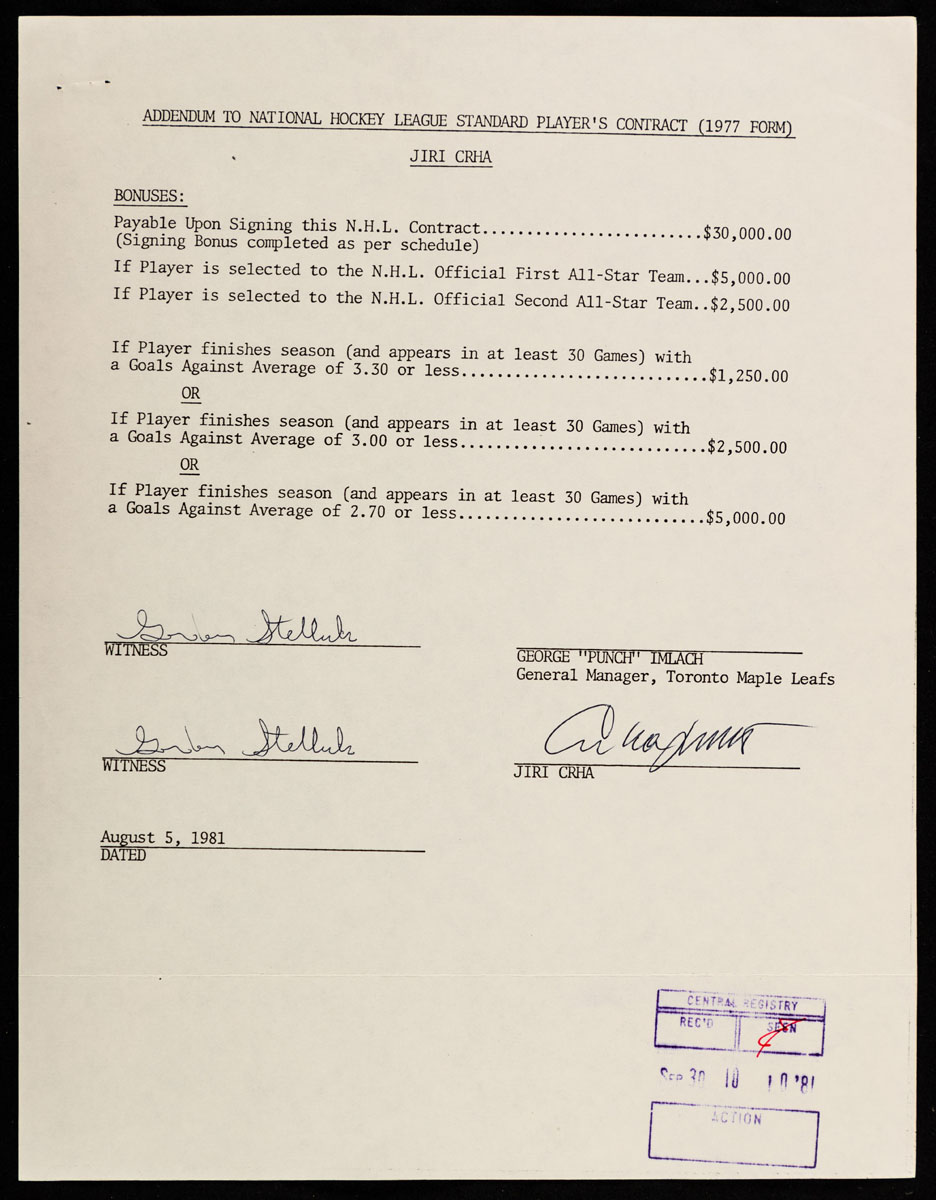 ADDENDUM TO NATIONAL HOCKEY LEAGUE STANDARD PLAYER'S CONTRACT (1977 FORM)
JIRI CRHA
BONUSES:
Payable Upon Signing this N.H.L. Contract.........................$30,000.00
(Signing Bonus completed as per schedule)
If Player is selected to the N.H.L. Official First All-Star Team...$5,000.00
If Player is selected to the N.H.L. Official Second All-Star Team..$2,500.00
If Player finishes season (and appears in at least 30 Games) with
a Goals Against Average of 3.30 or less............................$1,250.00
OR
If Player finishes season (and appears in at least 30 Games) with
a Goals Against Average of 3.00 or less............................$2,500.00
OR
If Player finishes season (and appears in at least 30 Games) with
a Goals Against Average of 2.70 or less............................$5,000.00
Gordon Stellick
WITNESS
GEORGE "PUNCH" IMLACH
General Manager, Toronto Maple Leafs
Gordon Stellick
WITNESS
JIRI CRHA
August 5, 1981
DATED
CENTRAL REGISTRY
REC'D SEEN
SEP 30 10 10 '81
ACTION